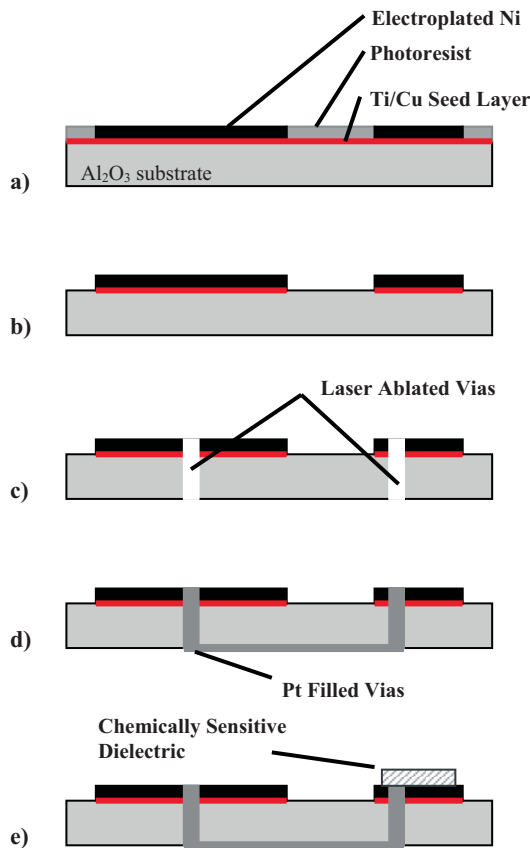 Electroplated Ni
Photoresist
Ti/Cu Seed Layer
Al₂O₃ substrate
a)
b)
Laser Ablated Vias
c)
d)
Pt Filled Vias
Chemically Sensitive
Dielectric
e)